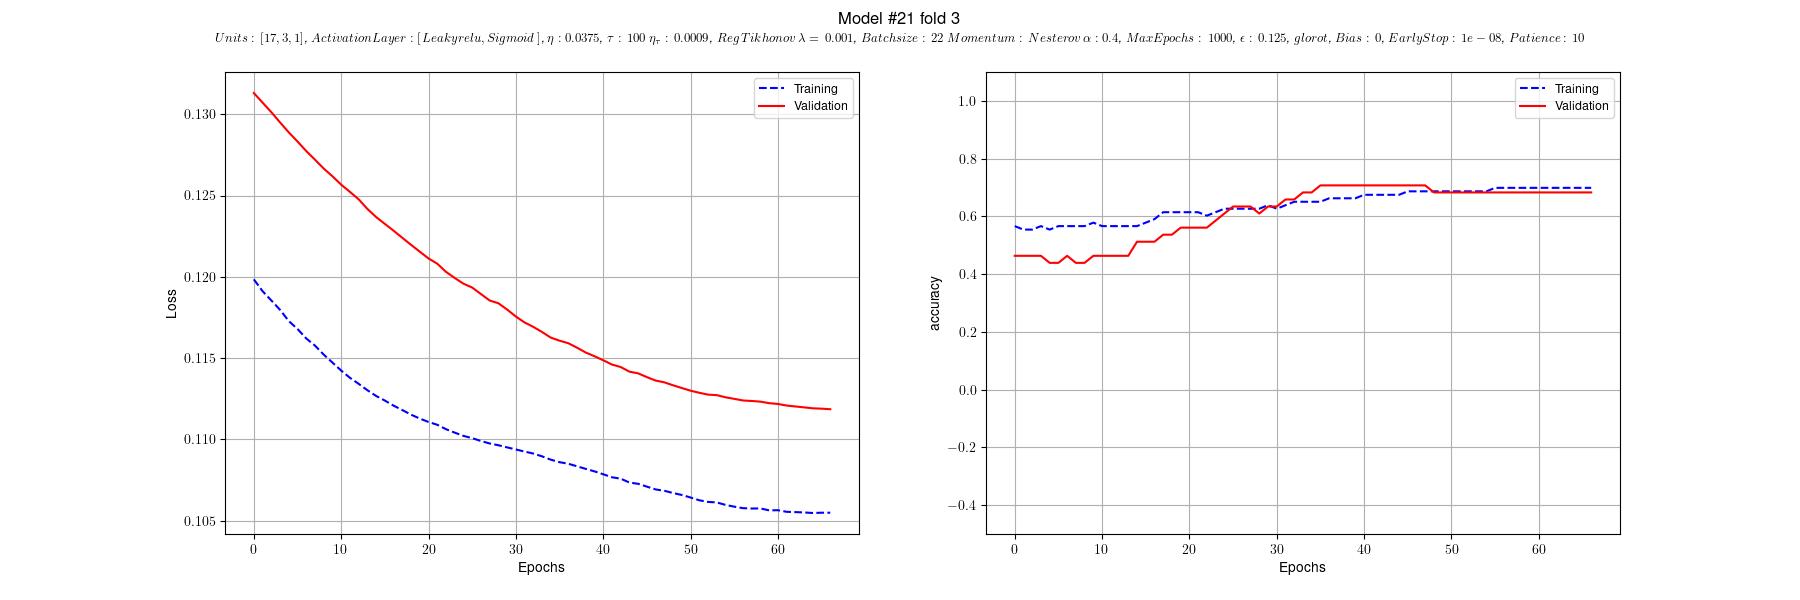 Model #21 fold 3
Units : [17, 3, 1], ActivationLayer : [ Leakyrelu, Sigmoid ], η : 0.0375, τ : 100 ητ : 0.0009, RegTikhonov λ = 0.001, Batchsize : 22 Momentum : Nesterov α : 0.4, MaxEpochs : 1000, ϵ : 0.125, glorot, Bias : 0, EarlyStop : 1e − 08, Patience : 10
Training
Validation
0.130
0.125
0.120
0.115
0.110
0.105
Loss
0 10 20 30 40 50 60
Epochs
Training
Validation
1.0
0.8
0.6
0.4
0.2
0.0
−0.2
−0.4
accuracy
0 10 20 30 40 50 60
Epochs